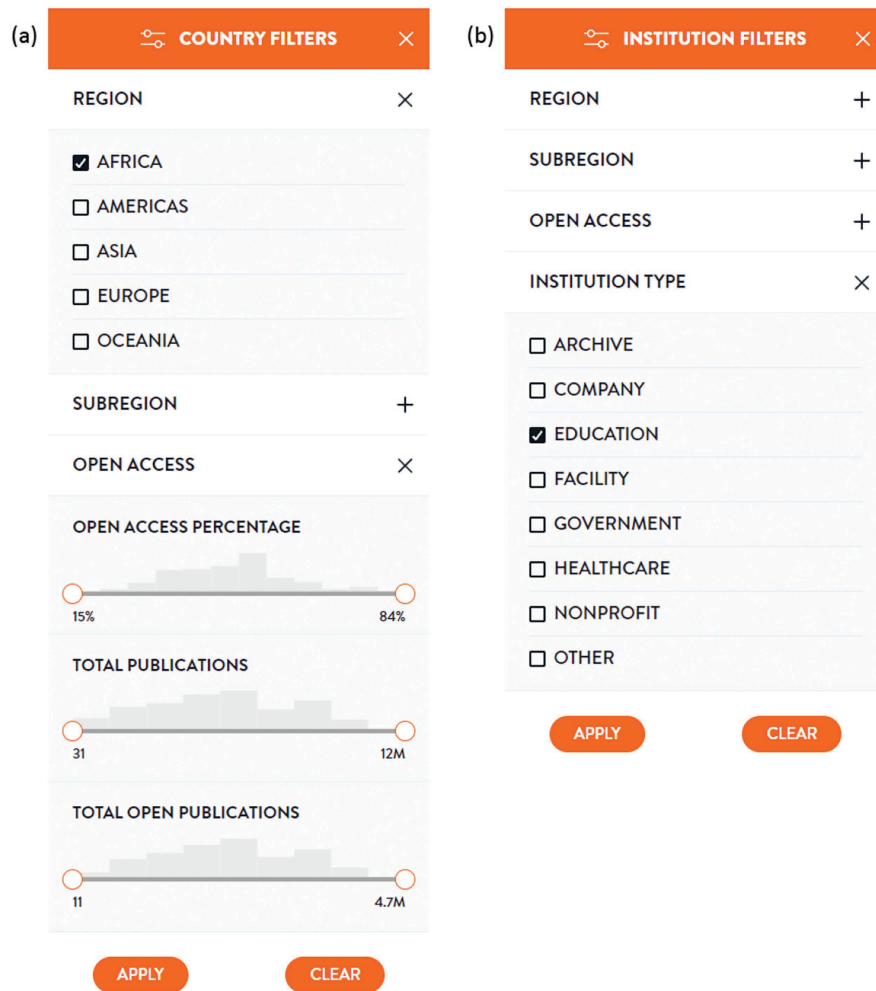 (a)
COUNTRY FILTERS
REGION
AFRICA
AMERICAS
ASIA
EUROPE
OCEANIA
SUBREGION
OPEN ACCESS
OPEN ACCESS PERCENTAGE
15% 84%
TOTAL PUBLICATIONS
31 12M
TOTAL OPEN PUBLICATIONS
11 4.7M
APPLY CLEAR
(b)
INSTITUTION FILTERS
REGION
SUBREGION
OPEN ACCESS
INSTITUTION TYPE
ARCHIVE
COMPANY
EDUCATION
FACILITY
GOVERNMENT
HEALTHCARE
NONPROFIT
OTHER
APPLY CLEAR